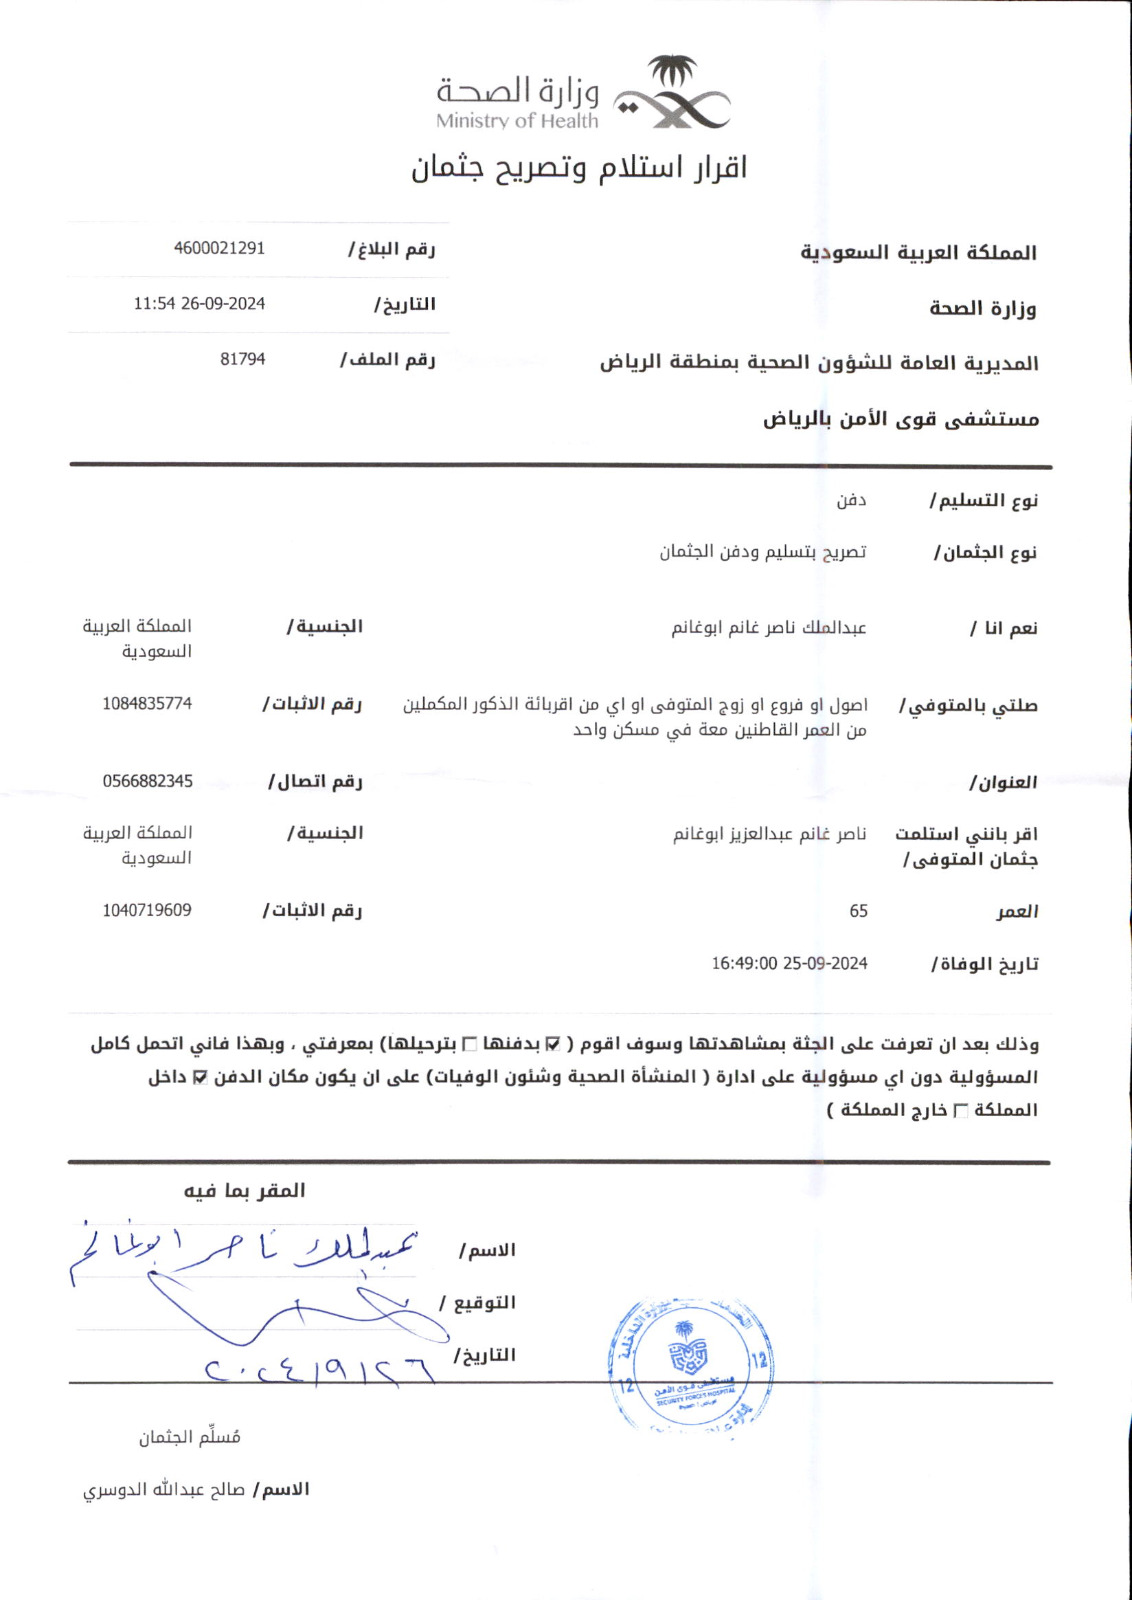 وزارة الصحة
Ministry of Health
اقرار استلام وتصريح جثمان
المملكة العربية السعودية
رقم البلاغ/ 4600021291
وزارة الصحة
التاريخ/ 26-09-2024 11:54
المديرية العامة للشؤون الصحية بمنطقة الرياض
رقم الملف/ 81794
مستشفى قوى الأمن بالرياض
نوع التسليم/ دفن
نوع الجثمان/ تصريح بتسليم ودفن الجثمان
نعم انا / عبدالملك ناصر غانم ابوغانم الجنسية/ المملكة العربية
السعودية
صلتي بالمتوفي/ اصول او فروع او زوج المتوفى او اي من اقربائة الذكور المكملين رقم الاثبات/ 1084835774
من العمر القاطنين معة في مسكن واحد
العنوان/ رقم اتصال/ 0566882345
اقر بانني استلمت ناصر غانم عبدالعزيز ابوغانم الجنسية/ المملكة العربية
جثمان المتوفى/ السعودية
العمر 65 رقم الاثبات/ 1040719609
تاريخ الوفاة/ 25-09-2024 16:49:00
وذلك بعد ان تعرفت على الجثة بمشاهدتها وسوف اقوم ( ☑ بدفنها ☐ بترحيلها) بمعرفتي ، وبهذا فاني اتحمل كامل
المسؤولية دون اي مسؤولية على ادارة ( المنشأة الصحية وشئون الوفيات) على ان يكون مكان الدفن ☑ داخل
المملكة ☐ خارج المملكة )
المقر بما فيه
الاسم/ عبدالملك ناصر ابوغانم
التوقيع /
التاريخ/ ٢٠٢٤/٩/٢٦
وزارة الداخلية
12
12
مستشفى قوى الأمن
SECURITY FORCES HOSPITAL
مُسلِّم الجثمان
الاسم/ صالح عبدالله الدوسري